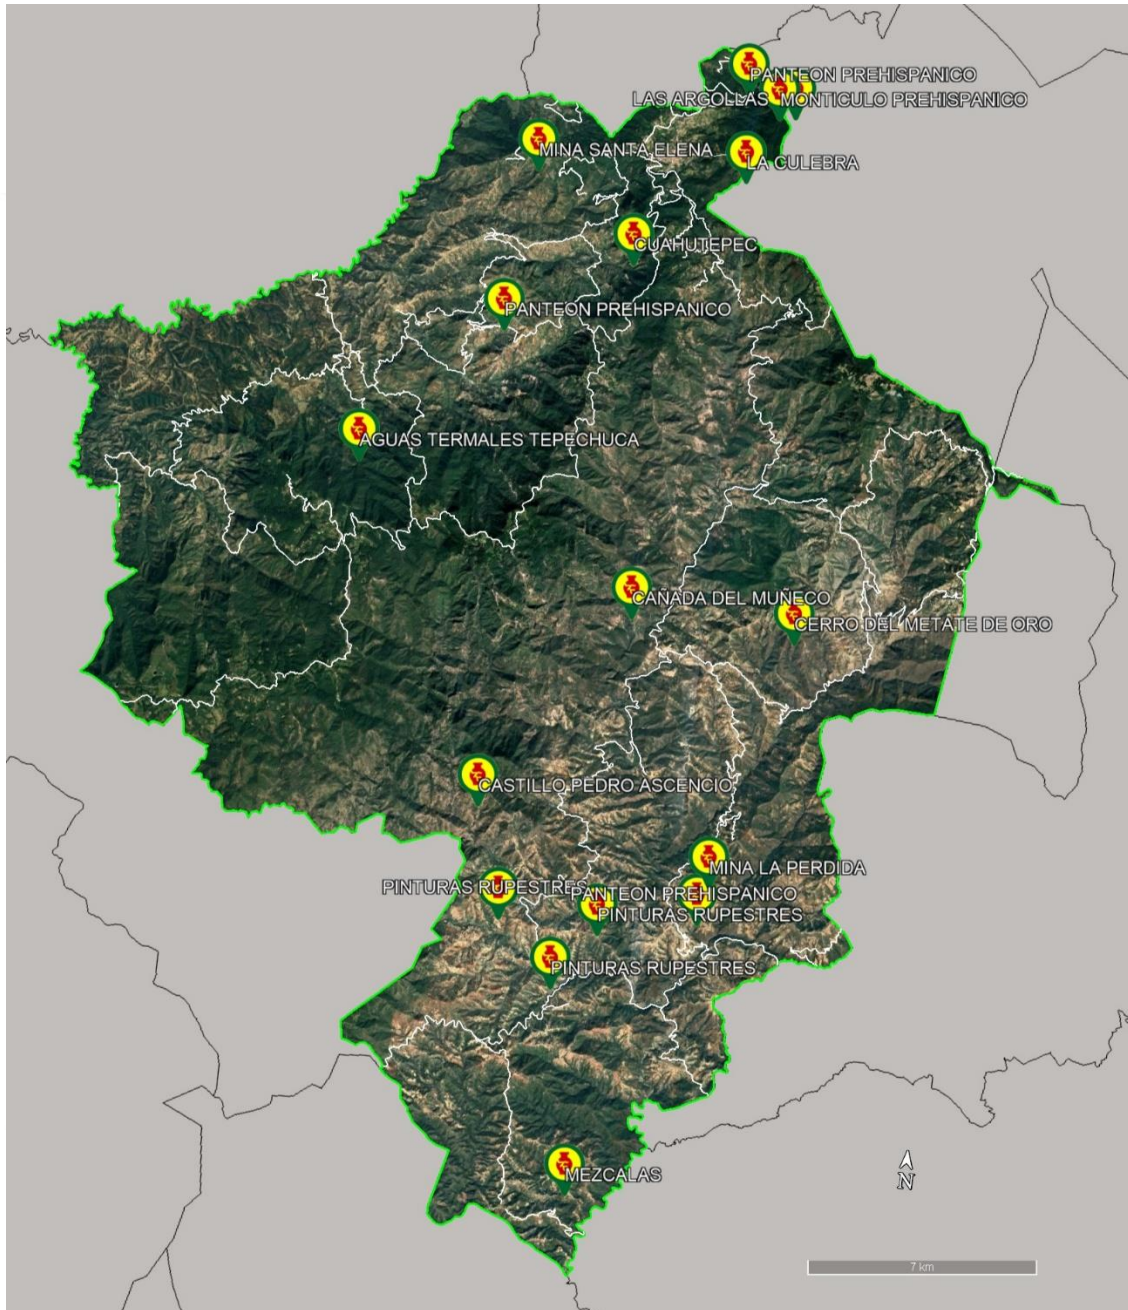 PANTEON PREHISPANICO
LAS ARGOLLAS MONTICULO PREHISPANICO
MINA SANTA ELENA
LA CULEBRA
CUAHUTEPEC
PANTEON PREHISPANICO
AGUAS TERMALES TEPECHUCA
CAÑADA DEL MUÑECO
CERRO DEL METATE DE ORO
CASTILLO PEDRO ASCENCIO
MINA LA PERDIDA
PINTURAS RUPESTRES
PANTEON PREHISPANICO
PINTURAS RUPESTRES
PINTURAS RUPESTRES
MEZCALAS
N
7 km